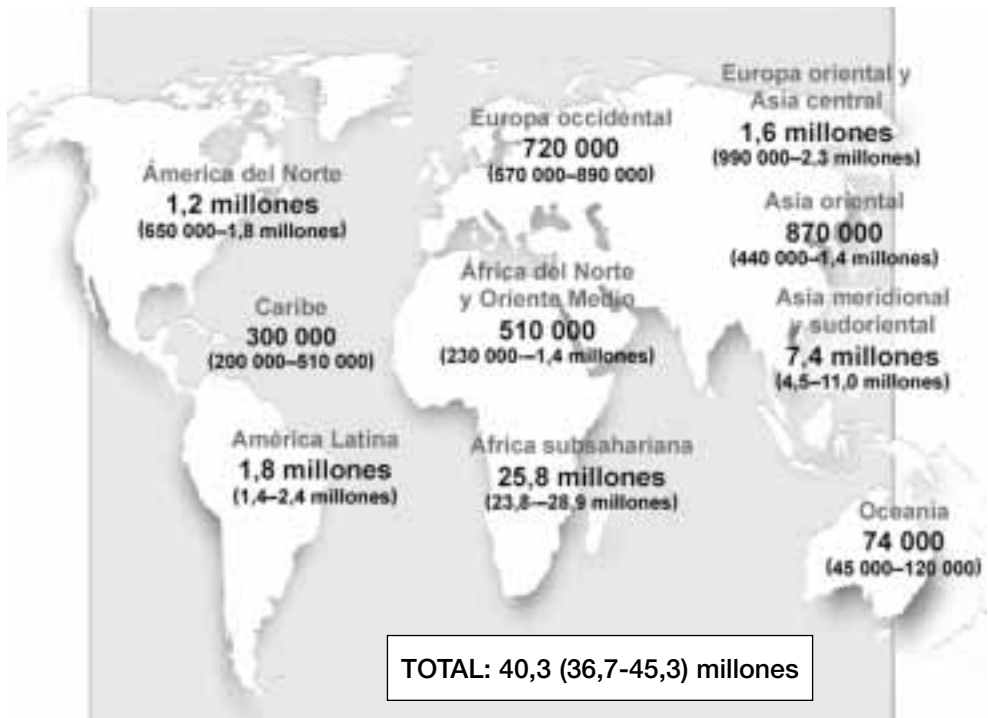 Ámerica del Norte
1,2 millones
(650 000–1,8 millones)
Caribe
300 000
(200 000–510 000)
América Latina
1,8 millones
(1,4–2,4 millones)
Europa occidental
720 000
(570 000–890 000)
África del Norte
y Oriente Medio
510 000
(230 000–1,4 millones)
África subsahariana
25,8 millones
(23,8–28,9 millones)
Europa oriental y
Asia central
1,6 millones
(990 000–2,3 millones)
Asia oriental
870 000
(440 000–1,4 millones)
Asia meridional
y sudoriental
7,4 millones
(4,5–11,0 millones)
Oceanía
74 000
(45 000–120 000)
TOTAL: 40,3 (36,7-45,3) millones